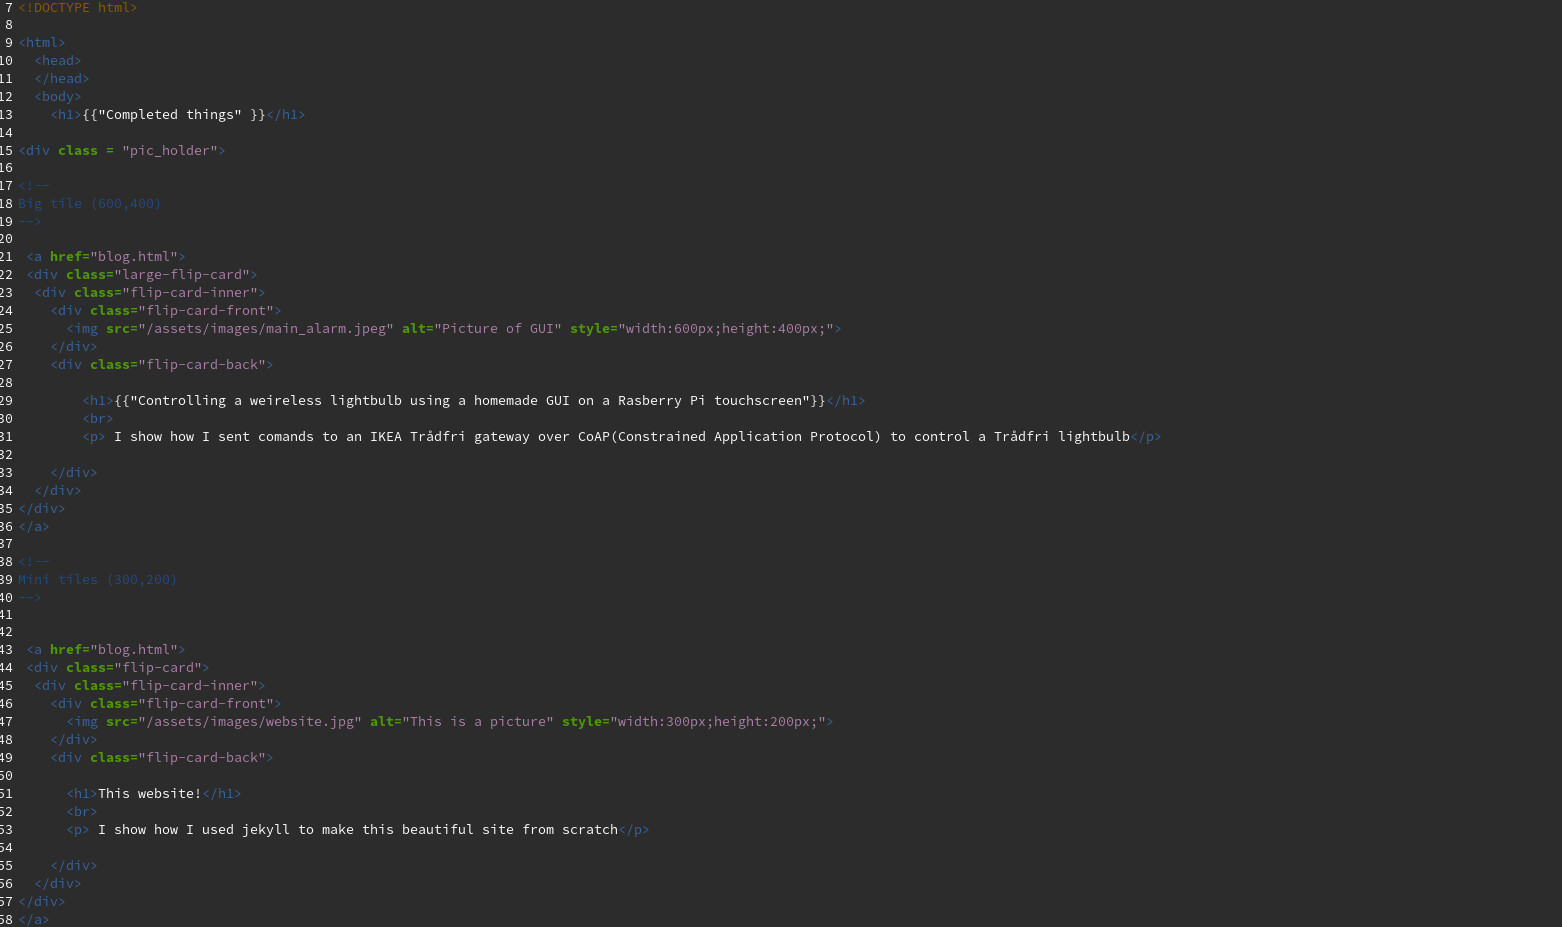 7 <!DOCTYPE html>
8
9 <html>
10 <head>
11 </head>
12 <body>
13 <h1>{{"Completed things" }}</h1>
14
15 <div class = "pic_holder">
16
17 <!--
18 Big tile (600,400)
19 -->
20
21 <a href="blog.html">
22 <div class="large-flip-card">
23 <div class="flip-card-inner">
24 <div class="flip-card-front">
25 <img src="/assets/images/main_alarm.jpeg" alt="Picture of GUI" style="width:600px;height:400px;">
26 </div>
27 <div class="flip-card-back">
28
29 <h1>{{"Controlling a weireless lightbulb using a homemade GUI on a Rasberry Pi touchscreen"}}</h1>
30 <br>
31 <p> I show how I sent comands to an IKEA Trådfri gateway over CoAP(Constrained Application Protocol) to control a Trådfri lightbulb</p>
32
33 </div>
34 </div>
35 </div>
36 </a>
37
38 <!--
39 Mini tiles (300,200)
40 -->
41
42
43 <a href="blog.html">
44 <div class="flip-card">
45 <div class="flip-card-inner">
46 <div class="flip-card-front">
47 <img src="/assets/images/website.jpg" alt="This is a picture" style="width:300px;height:200px;">
48 </div>
49 <div class="flip-card-back">
50
51 <h1>This website!</h1>
52 <br>
53 <p> I show how I used jekyll to make this beautiful site from scratch</p>
54
55 </div>
56 </div>
57 </div>
58 </a>